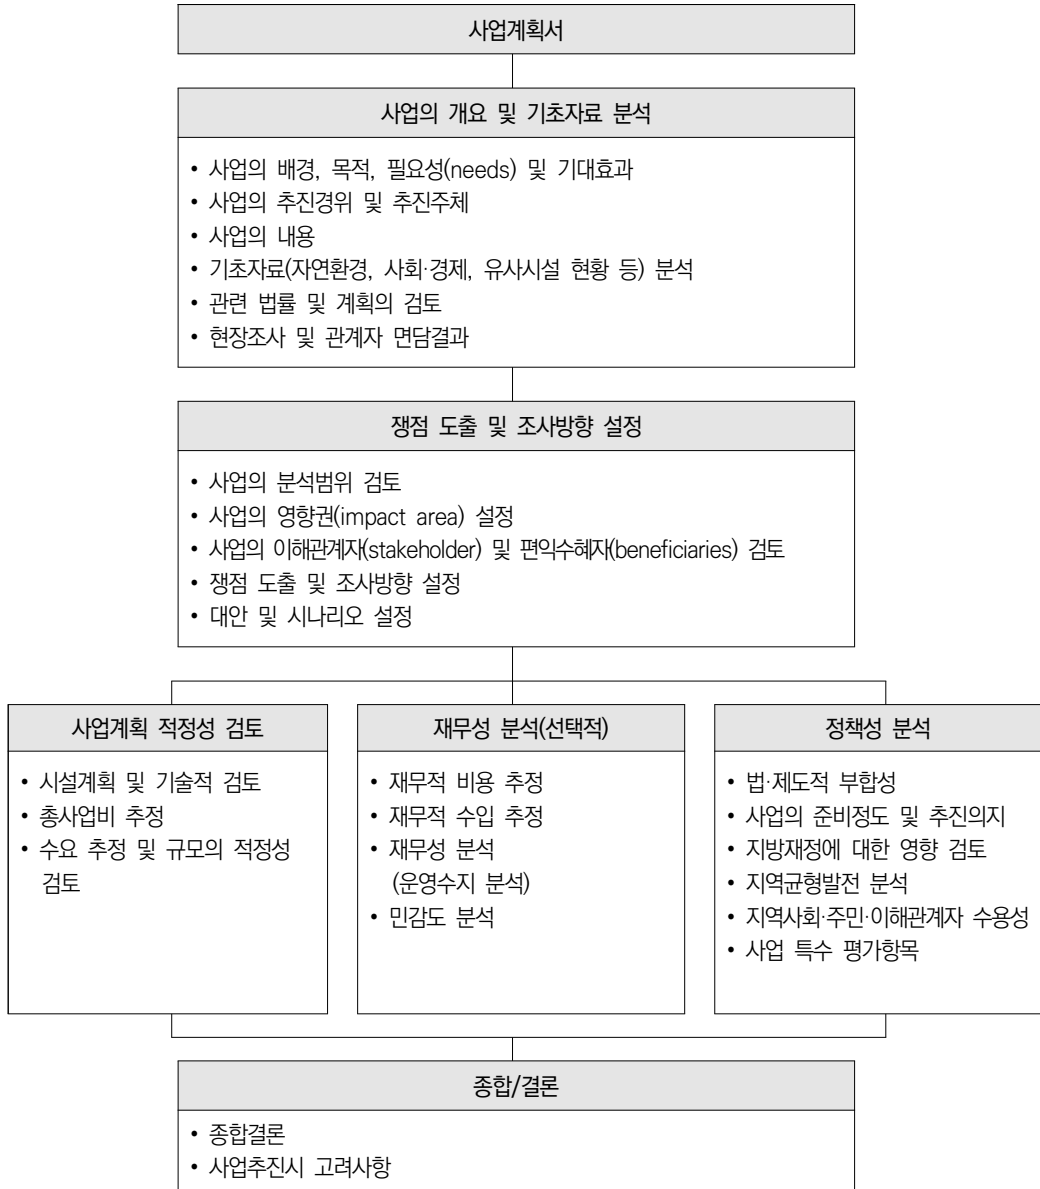 사업계획서
사업의 개요 및 기초자료 분석
• 사업의 배경, 목적, 필요성(needs) 및 기대효과
• 사업의 추진경위 및 추진주체
• 사업의 내용
• 기초자료(자연환경, 사회·경제, 유사시설 현황 등) 분석
• 관련 법률 및 계획의 검토
• 현장조사 및 관계자 면담결과
쟁점 도출 및 조사방향 설정
• 사업의 분석범위 검토
• 사업의 영향권(impact area) 설정
• 사업의 이해관계자(stakeholder) 및 편익수혜자(beneficiaries) 검토
• 쟁점 도출 및 조사방향 설정
• 대안 및 시나리오 설정
사업계획 적정성 검토
• 시설계획 및 기술적 검토
• 총사업비 추정
• 수요 추정 및 규모의 적정성
검토
재무성 분석(선택적)
• 재무적 비용 추정
• 재무적 수입 추정
• 재무성 분석
(운영수지 분석)
• 민감도 분석
정책성 분석
• 법·제도적 부합성
• 사업의 준비정도 및 추진의지
• 지방재정에 대한 영향 검토
• 지역균형발전 분석
• 지역사회·주민·이해관계자 수용성
• 사업 특수 평가항목
종합/결론
• 종합결론
• 사업추진시 고려사항